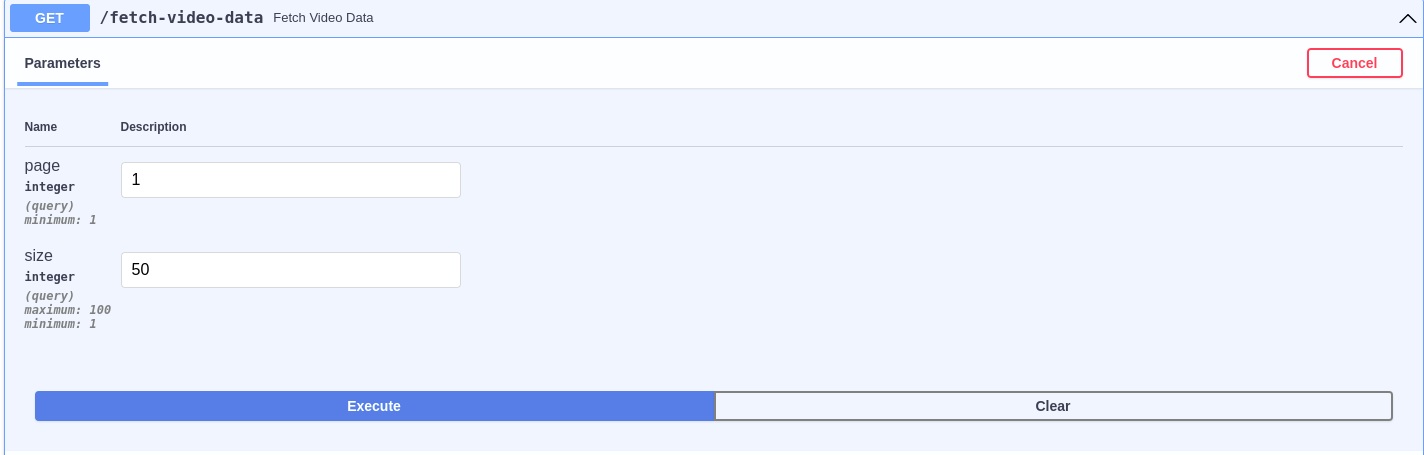 GET /fetch-video-data Fetch Video Data
Parameters Cancel
Name Description
page
integer
(query)
minimum: 1
1
size
integer
(query)
maximum: 100
minimum: 1
50
Execute Clear